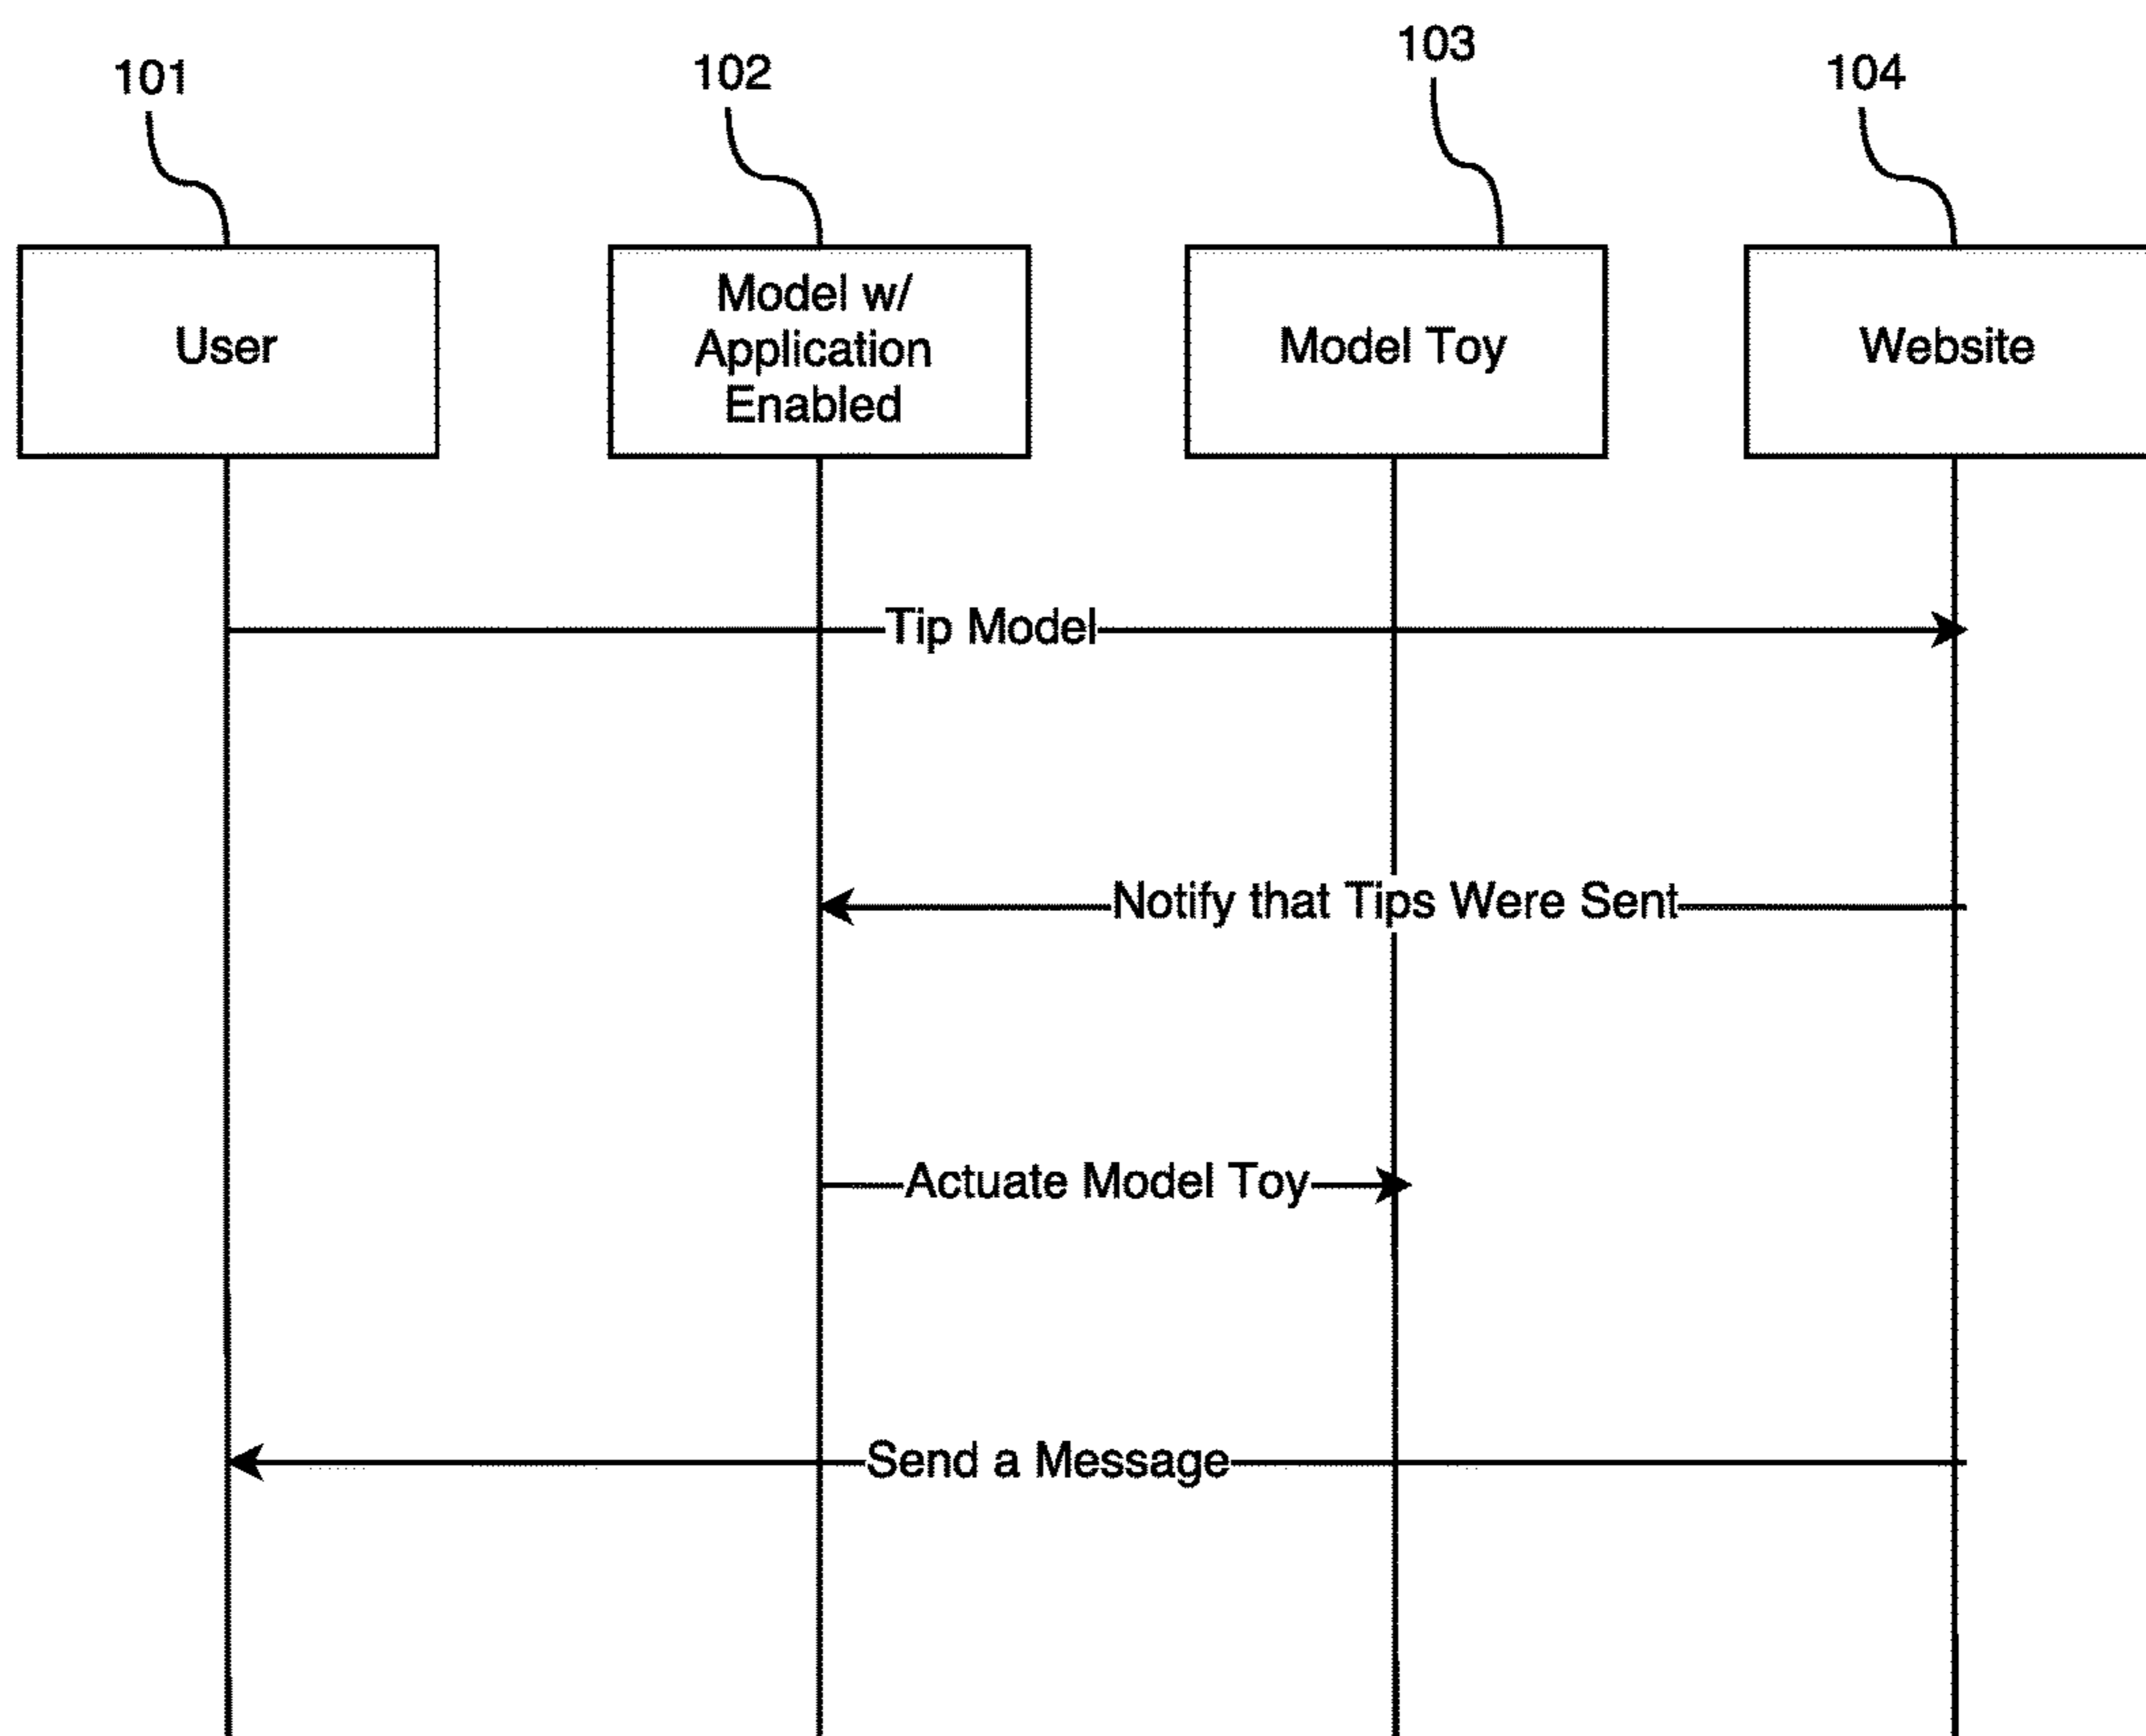 101
102
103
104
User
Model w/
Application
Enabled
Model Toy
Website
Tip Model
Notify that Tips Were Sent
Actuate Model Toy
Send a Message